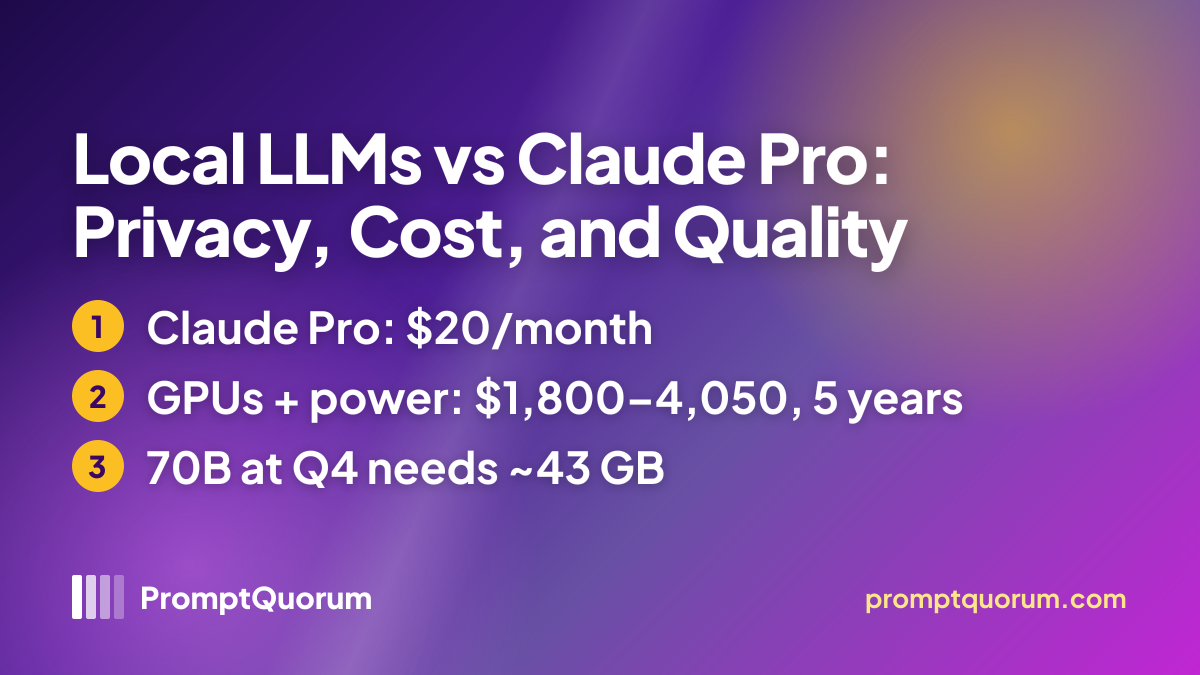 Local LLMs vs Claude Pro:
Privacy, Cost, and Quality
1 Claude Pro: $20/month
2 GPUs + power: $1,800–4,050, 5 years
3 70B at Q4 needs ~43 GB
PromptQuorum
promptquorum.com